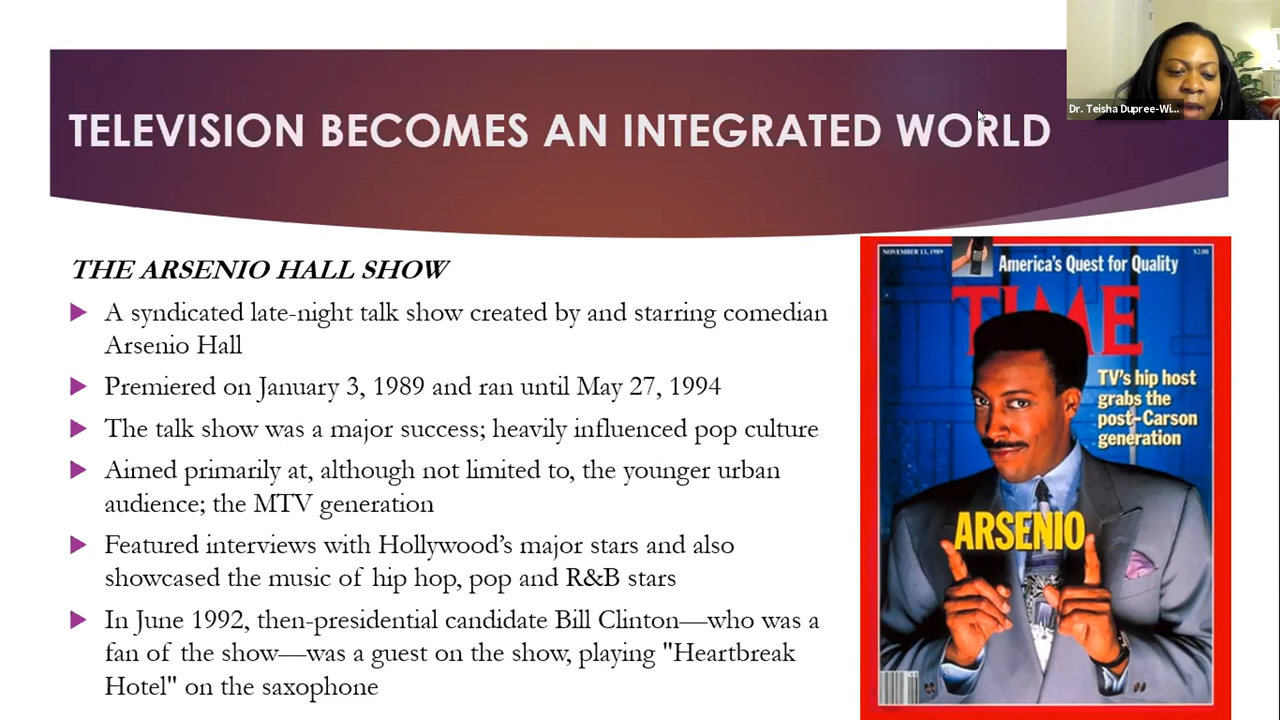 TELEVISION BECOMES AN INTEGRATED WORLD
Dr. Teisha Dupree-Wi...
THE ARSENIO HALL SHOW
A syndicated late-night talk show created by and starring comedian
Arsenio Hall
Premiered on January 3, 1989 and ran until May 27, 1994
The talk show was a major success; heavily influenced pop culture
Aimed primarily at, although not limited to, the younger urban
audience; the MTV generation
Featured interviews with Hollywood's major stars and also
showcased the music of hip hop, pop and R&B stars
In June 1992, then-presidential candidate Bill Clinton—who was a
fan of the show—was a guest on the show, playing "Heartbreak
Hotel" on the saxophone
NOVEMBER 13, 1989
$2.00
America's Quest for Quality
TIME
TV's hip host
grabs the
post-Carson
generation
ARSENIO